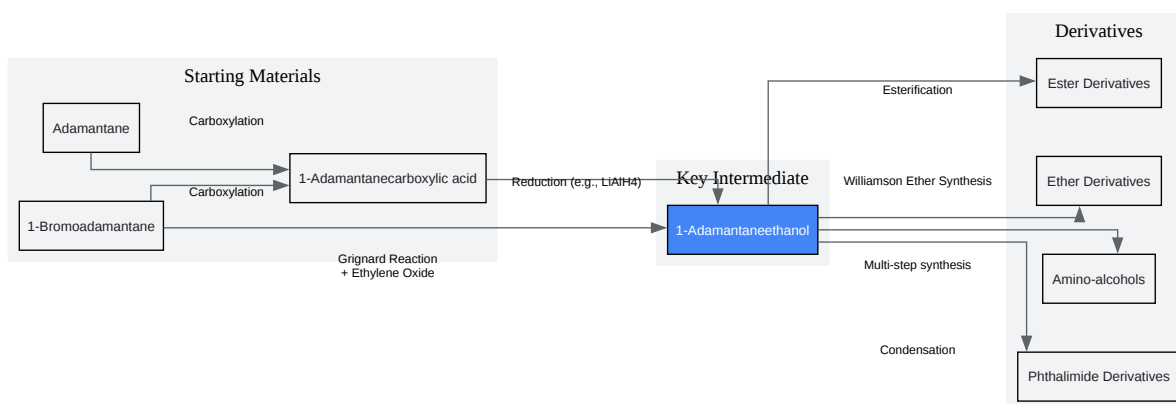 Derivatives
Starting Materials
Ester Derivatives
Esterification
Adamantane
Carboxylation
1-Adamantanecarboxylic acid
Reduction (e.g., LiAlH4)
Key Intermediate
Williamson Ether Synthesis
Ether Derivatives
Carboxylation
1-Bromoadamantane
1-Adamantaneethanol
Grignard Reaction
+ Ethylene Oxide
Multi-step synthesis
Amino-alcohols
Condensation
Phthalimide Derivatives